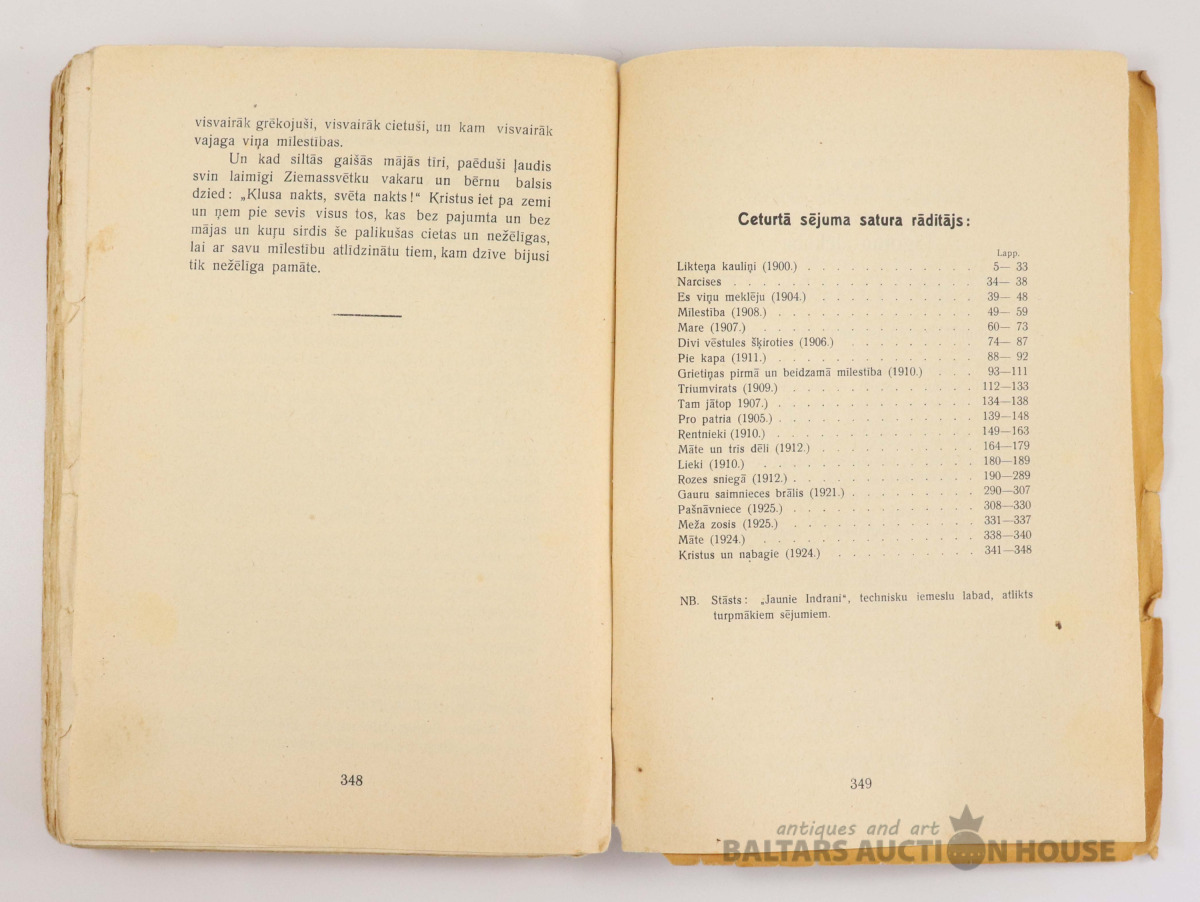 visvairāk grēkojuši, visvairāk cietuši, un kam visvairāk
vajaga viņa mīlestības.
Un kad siltās gaišās mājās tīri, paēduši ļaudis
svin laimīgi Ziemassvētku vakaru un bērnu balsis
dzied: „Klusa nakts, svēta nakts!“ Kristus iet pa zemi
un ņem pie sevis visus tos, kas bez pajumta un bez
mājas un kuŗu sirdis še palikušas cietas un nežēlīgas,
lai ar savu mīlestību atlīdzinātu tiem, kam dzīve bijusi
tik nežēlīga pamāte.
348
Ceturtā sējuma satura rādītājs:
Lapp.
Likteņa kauliņi (1900.) . . . . . . . . . . . . 5— 33
Narcises . . . . . . . . . . . . . . . . . 34— 38
Es viņu meklēju (1904.) . . . . . . . . . . . 39— 48
Mīlestība (1908.) . . . . . . . . . . . . . . 49— 59
Mare (1907.) . . . . . . . . . . . . . . . 60— 73
Divi vēstules šķiroties (1906.) . . . . . . . . . 74— 87
Pie kapa (1911.) . . . . . . . . . . . . . . 88— 92
Grietiņas pirmā un beidzamā mīlestība (1910.) . . . 93—111
Triumvirats (1909.) . . . . . . . . . . . . . 112—133
Tam jātop 1907.) . . . . . . . . . . . . . . 134—138
Pro patria (1905.) . . . . . . . . . . . . . . 139—148
Rentnieki (1910.) . . . . . . . . . . . . . . 149—163
Māte un trīs dēli (1912.) . . . . . . . . . . . 164—179
Lieki (1910.) . . . . . . . . . . . . . . . 180—189
Rozes sniegā (1912.) . . . . . . . . . . . . . 190—289
Gauru saimnieces brālis (1921.) . . . . . . . . . 290—307
Pašnāvniece (1925.) . . . . . . . . . . . . . 308—330
Meža zosis (1925.) . . . . . . . . . . . . . 331—337
Māte (1924.) . . . . . . . . . . . . . . . 338—340
Kristus un nabagie (1924.) . . . . . . . . . . 341—348
NB. Stāsts: „Jaunie Indrani“, technisku iemeslu labad, atlikts
turpmākiem sējumiem.
349
antiques and art
BALTARS AUCTION HOUSE